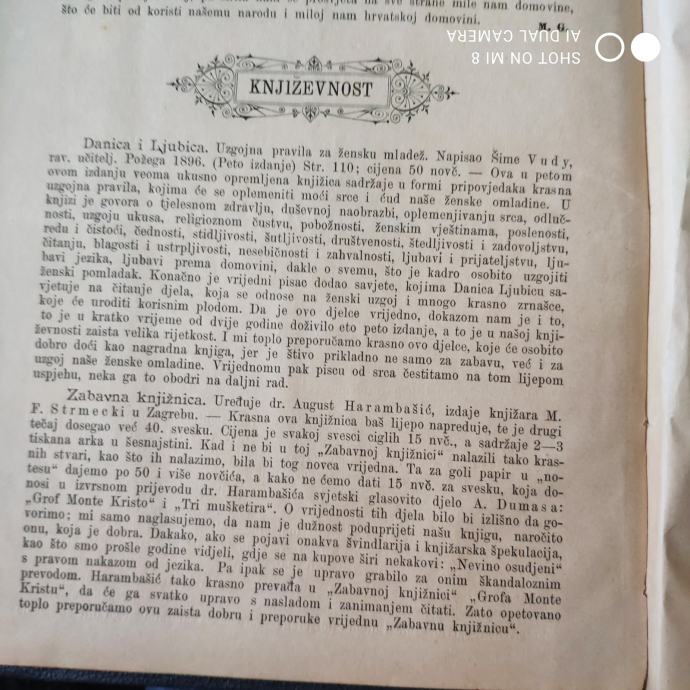 što će biti od koristi našemu narodu i miloj nam hrvatskoj domovini.
M. G.
SHOT ON MI 8
AI DUAL CAMERA
KNJIŽEVNOST
Danica i Ljubica. Uzgojna pravila za žensku mladež. Napisao Šime Vudy,
rav. učitelj. Požega 1896. (Peto izdanje) Str. 110; cijena 50 novč. — Ova u petom
ovom izdanju veoma ukusno opremljena knjižica sadržaje u formi pripovjedaka krasna
uzgojna pravila, kojima će se oplemeniti moći srce i ćud naše ženske omladine. U
knjizi je govora o tjelesnom zdravlju, duševnoj naobrazbi, oplemenjivanju srca, odluč-
nosti, uzgoju ukusa, religioznom čustvu, pobožnosti, ženskim vještinama, poslenosti,
redu i čistoći, čednosti, stidljivosti, šutljivosti, društvenosti, štedljivosti i zadovoljstvu,
čitanju, blagosti i ustrpljivosti, nesebičnosti i zahvalnosti, ljubavi i prijateljstvu, lju-
bavi jezika, ljubavi prema domovini, dakle o svemu, što je kadro osobito uzgojiti
ženski pomladak. Konačno je vrijedni pisac dodao savjete, kojima Danica Ljubicu sa-
vjetuje na čitanje djela, koja se odnose na ženski uzgoj i mnogo krasno zrnašce,
koje će uroditi korisnim plodom. Da je ovo djelce vrijedno, dokazom nam je i to,
to je u kratko vrijeme od dvije godine doživilo eto peto izdanje, a to je u našoj knji-
ževnosti zaista velika rijetkost. I mi toplo preporučamo krasno ovo djelce, koje će osobito
dobro doći kao nagradna knjiga, jer je štivo prikladno ne samo za zabavu, već i za
uzgoj naše ženske omladine. Vrijednomu pak piscu od srca čestitamo na tom lijepom
uspjehu, neka ga to obodri na daljni rad.
Zabavna knjižnica. Uređuje dr. August Harambašić, izdaje knjižara M.
F. Strmecki u Zagrebu. — Krasna ova knjižnica baš lijepo napreduje, te je drugi
tečaj dosegao već 40. svesku. Cijena je svakoj svesci ciglih 15 nvč., a sadržaje 2—3
tiskana arka u šesnajstini. Kad i ne bi u toj „Zabavnoj knjižnici“ nalazili tako kras-
nih stvari, kao što ih nalazimo, bila bi tog novca vrijedna. Ta za goli papir u „no-
tesu“ dajemo po 50 i više novčića, a kako ne ćemo dati 15 nvč. za svesku, koja do-
nosi u izvrsnom prijevodu dr. Harambašića svjetski glasovito djelo A. Dumasa:
„Grof Monte Kristo“ i „Tri mušketira“. O vrijednosti tih djela bilo bi izlišno da go-
vorimo; mi samo naglasujemo, da nam je dužnost poduprijeti našu knjigu, naročito
onu, koja je dobra. Dakako, ako se pojavi onakva švindlarija i knjižarska špekulacija,
kao što smo prošle godine vidjeli, gdje se na kupove širi nekakovi: „Nevino osudjeni“
s pravom nakazom od jezika. Pa ipak se je upravo grabilo za onim škandaloznim
prevodom. Harambašić tako krasno prevađa u „Zabavnoj knjižnici“ „Grofa Monte
Kristu“, da će ga svatko upravo s nasladom i zanimanjem čitati. Zato opetovano
toplo preporučamo ovu zaista dobru i preporuke vrijednu „Zabavnu knjižnicu“.